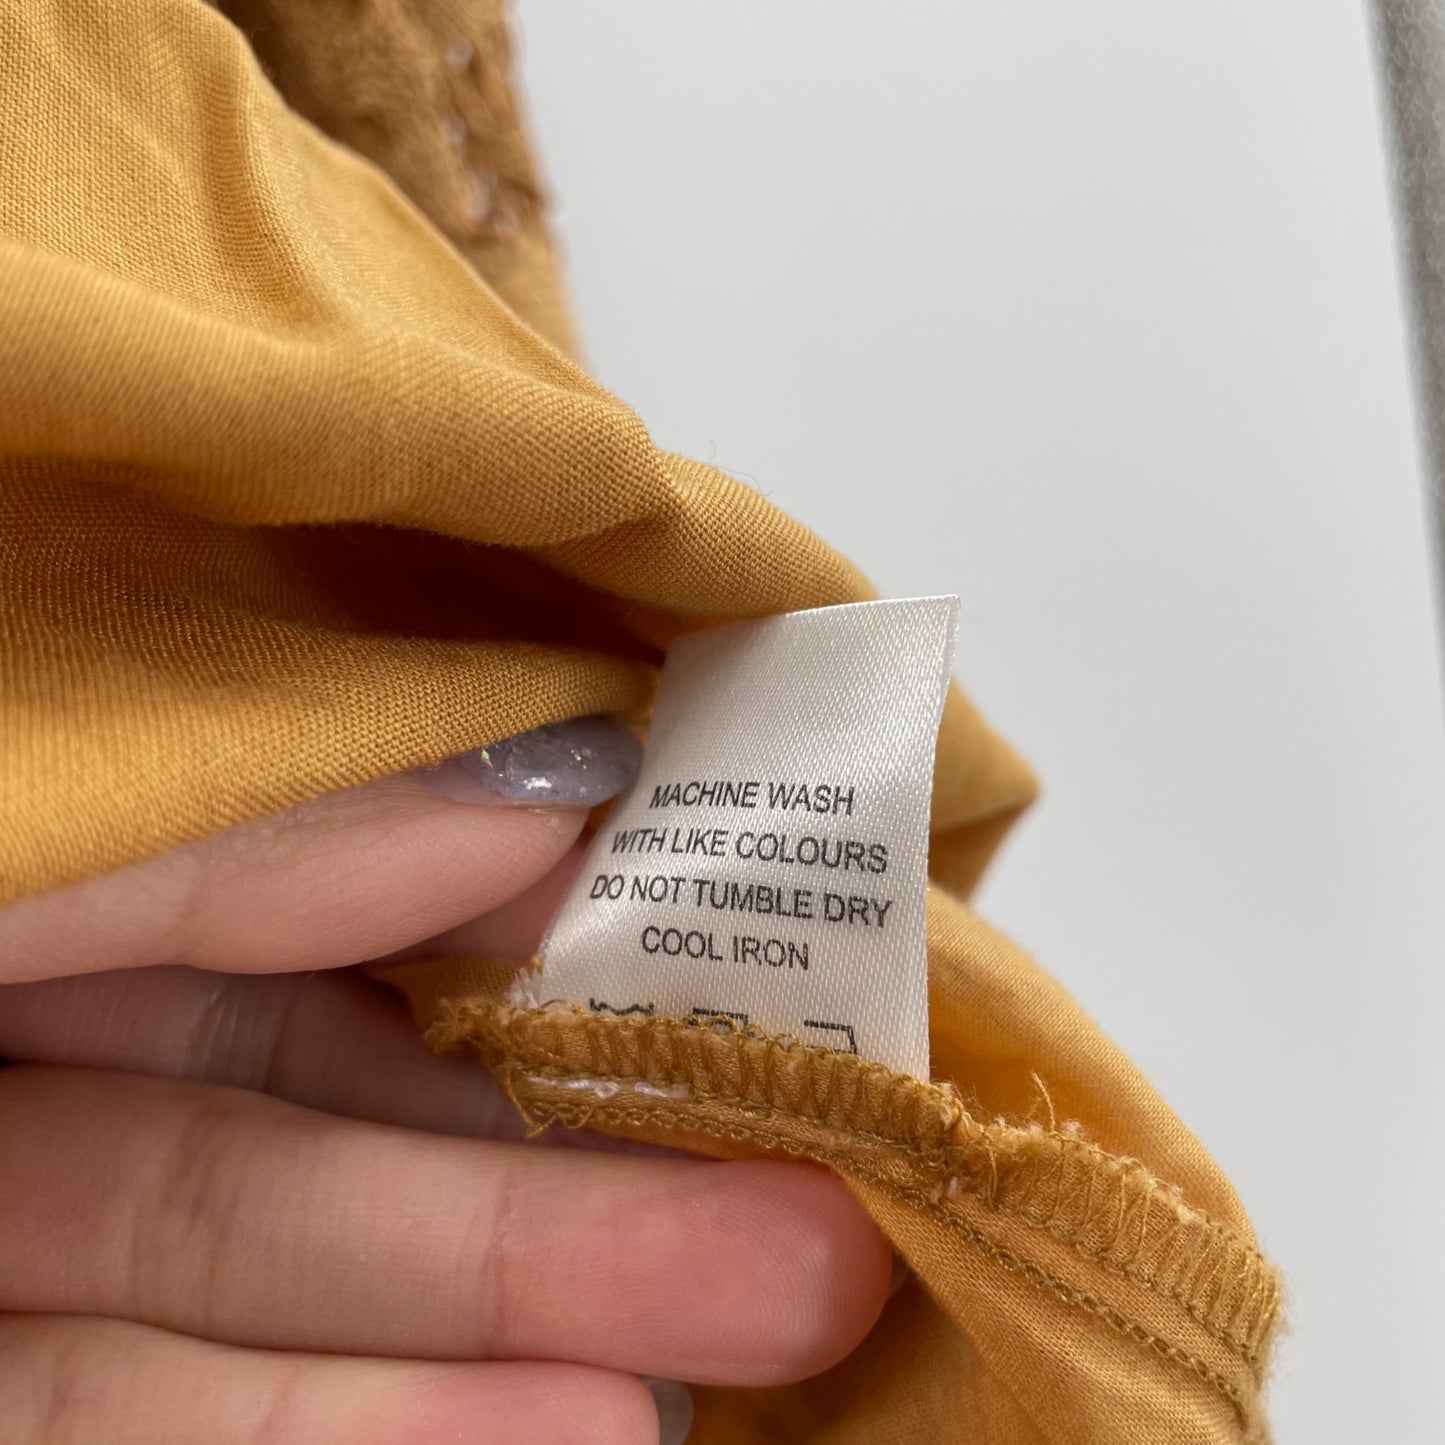 MACHINE WASH
WITH LIKE COLOURS
DO NOT TUMBLE DRY
COOL IRON